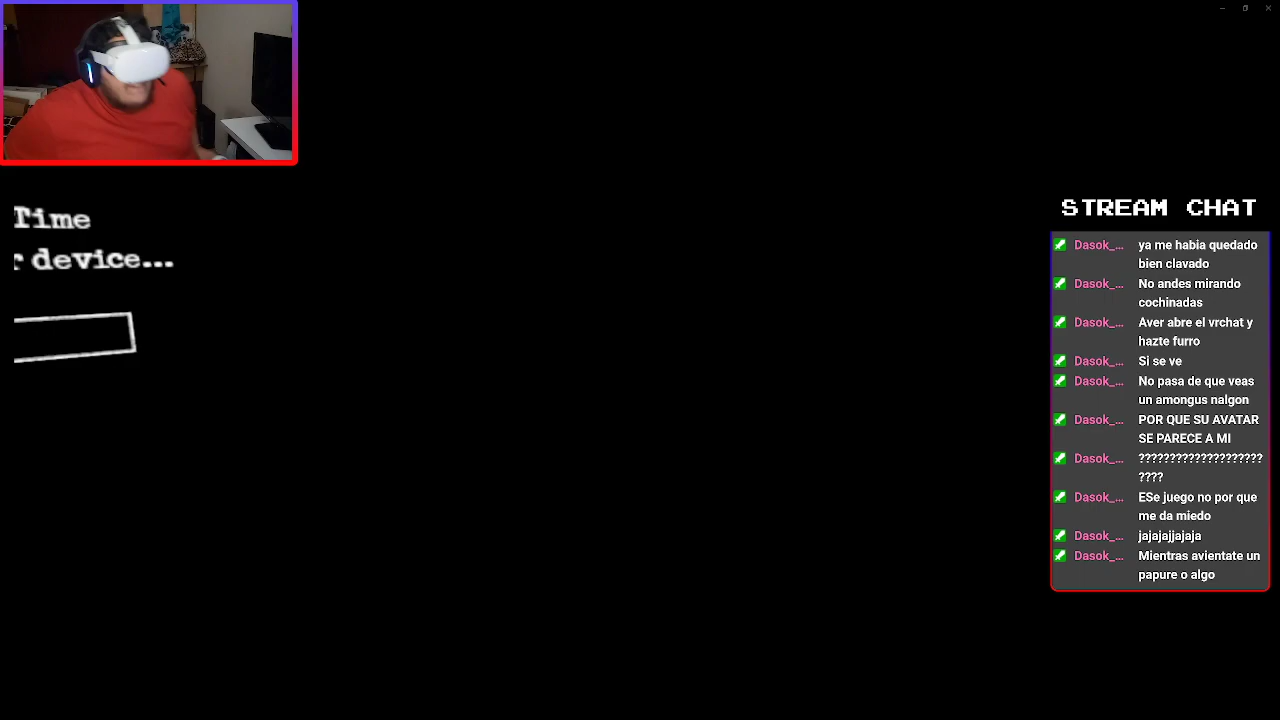 Time
r device...
STREAM CHAT
Dasok_... ya me habia quedado
bien clavado
Dasok_... No andes mirando
cochinadas
Dasok_... Aver abre el vrchat y
hazte furro
Dasok_... Si se ve
Dasok_... No pasa de que veas
un amongus nalgon
Dasok_... POR QUE SU AVATAR
SE PARECE A MI
Dasok_... ????????????????????
????
Dasok_... ESe juego no por que
me da miedo
Dasok_... jajajajjajaja
Dasok_... Mientras avientate un
papure o algo